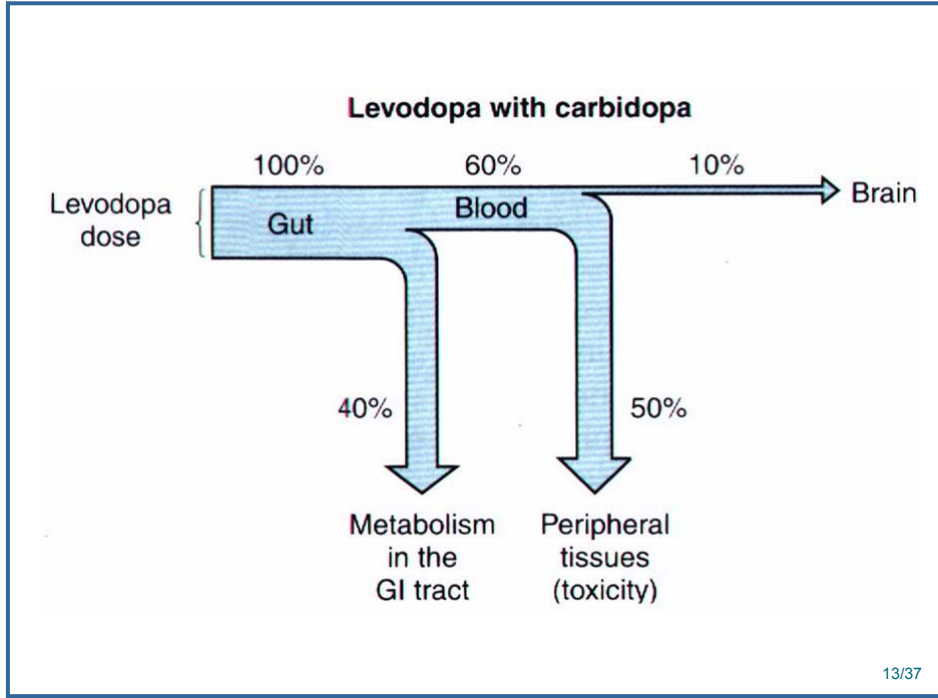 Levodopa with carbidopa
100%
60%
10%
Levodopa
dose
Gut
Blood
Brain
40%
50%
Metabolism
in the
GI tract
Peripheral
tissues
(toxicity)
13/37